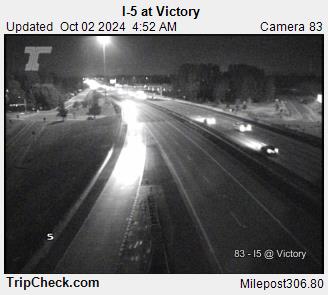 I-5 at Victory
Updated Oct 02 2024 4:52 AM Camera 83
T
S
83 - I5 @ Victory
TripCheck.com Milepost306.80